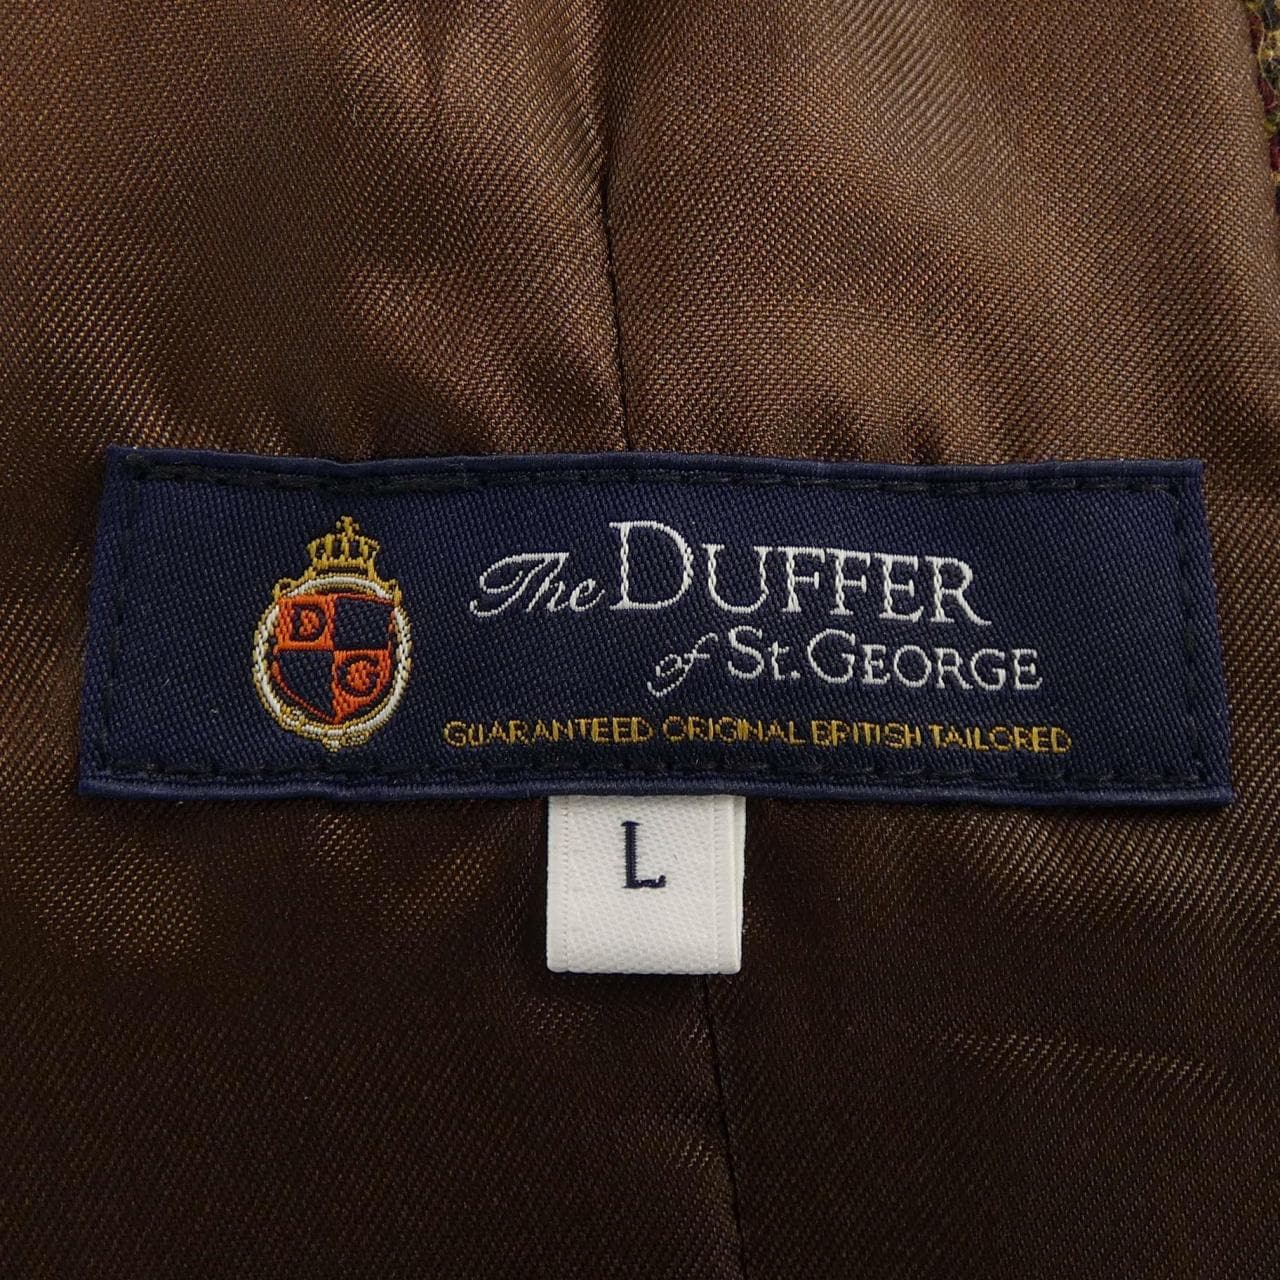 The DUFFER
of ST. GEORGE
GUARANTEED ORIGINAL BRITISH TAILORED
D
G
L